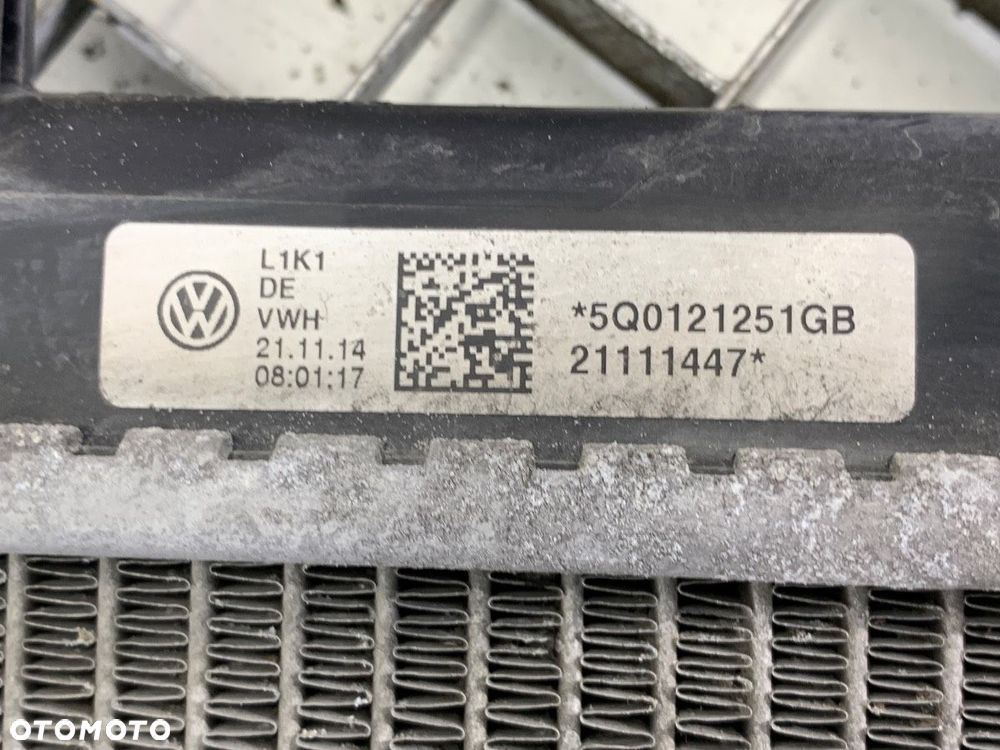 L1K1
DE
VWH
21.11.14
08:01:17
*5Q0121251GB
21111447*
OTOMOTO